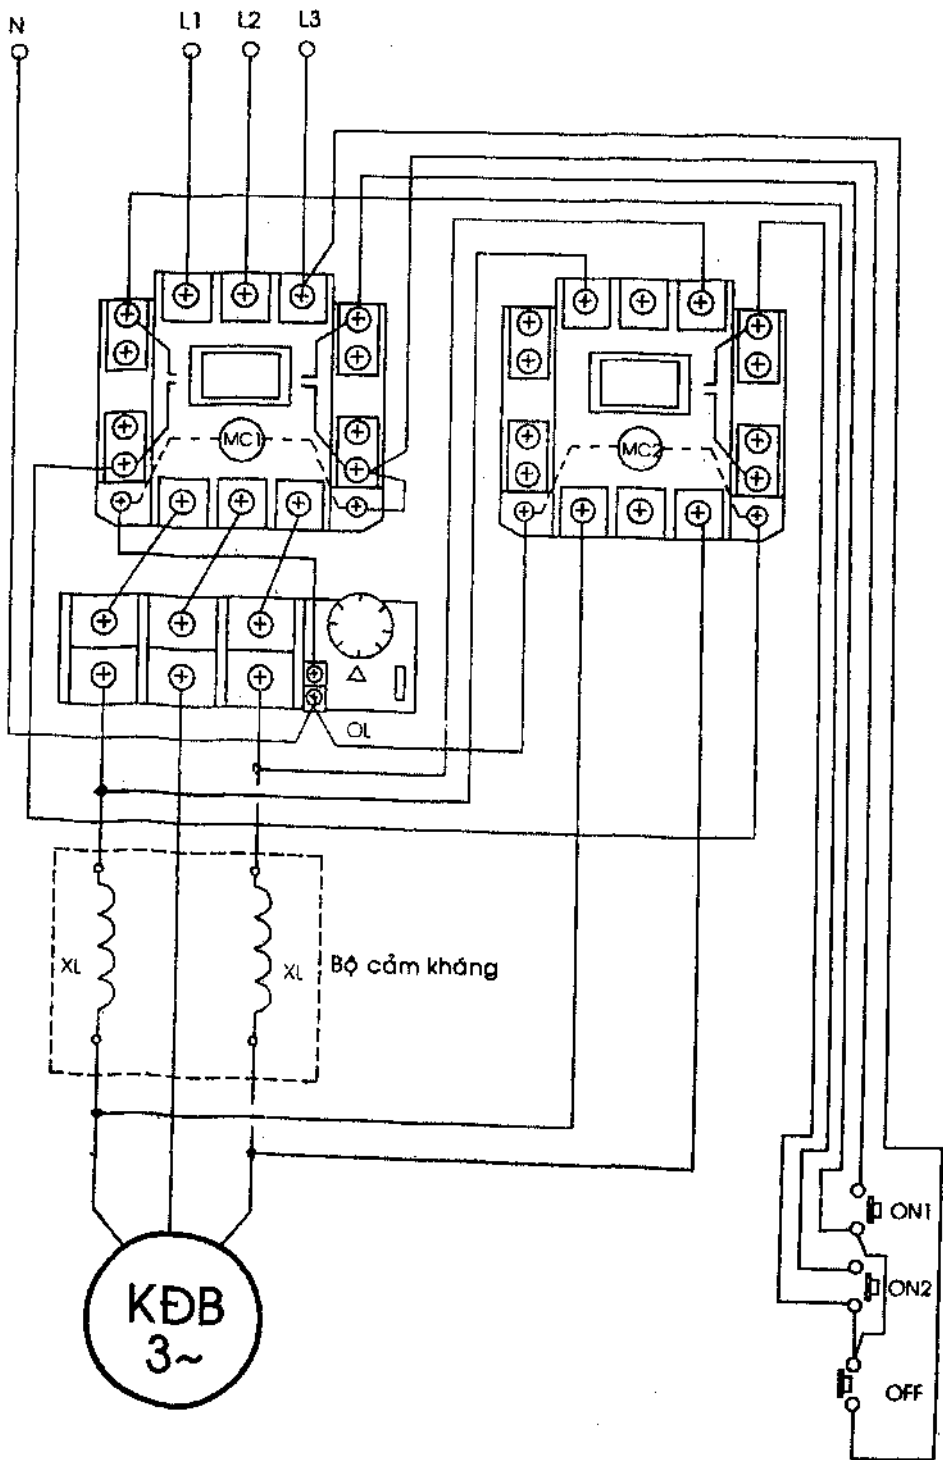 N
L1 L2 L3
MC1
MC2
OL
XL
XL
Bộ cảm kháng
ON1
ON2
OFF
KĐB
3~